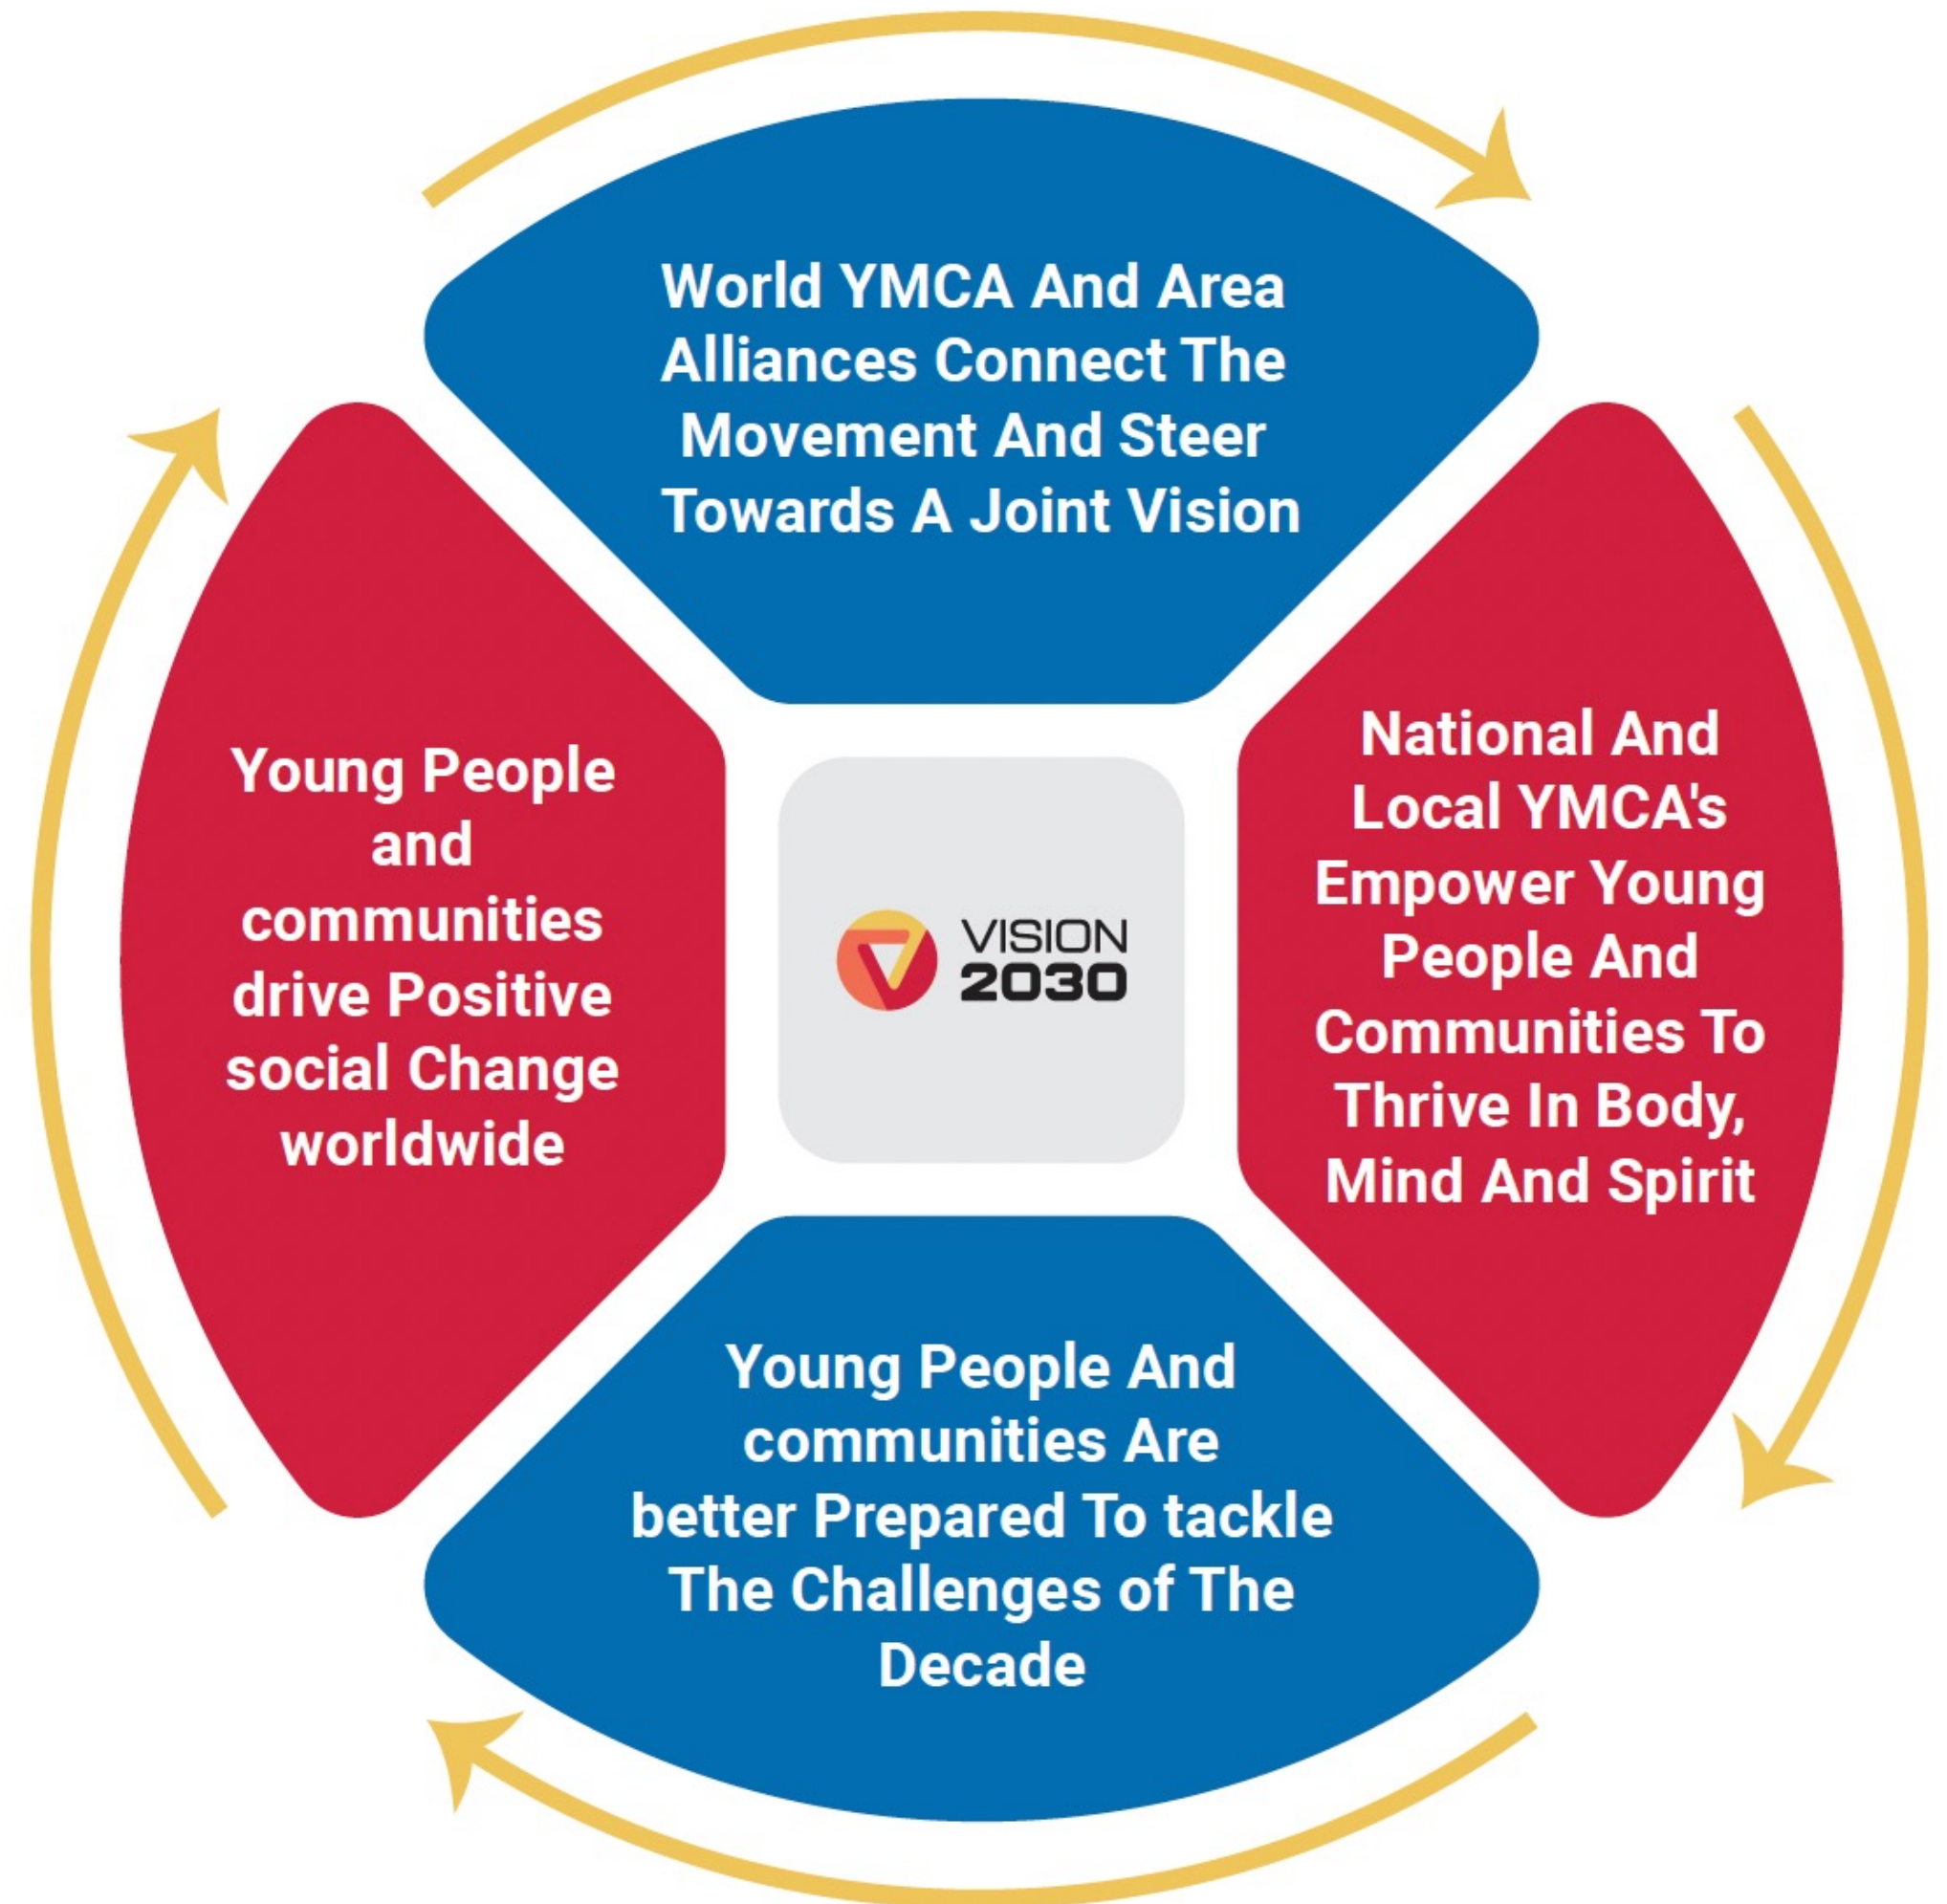 World YMCA And Area
Alliances Connect The
Movement And Steer
Towards A Joint Vision
National And
Local YMCA's
Empower Young
People And
Communities To
Thrive In Body,
Mind And Spirit
Young People And
communities Are
better Prepared To tackle
The Challenges of The
Decade
Young People
and
communities
drive Positive
social Change
worldwide
VISION
2030